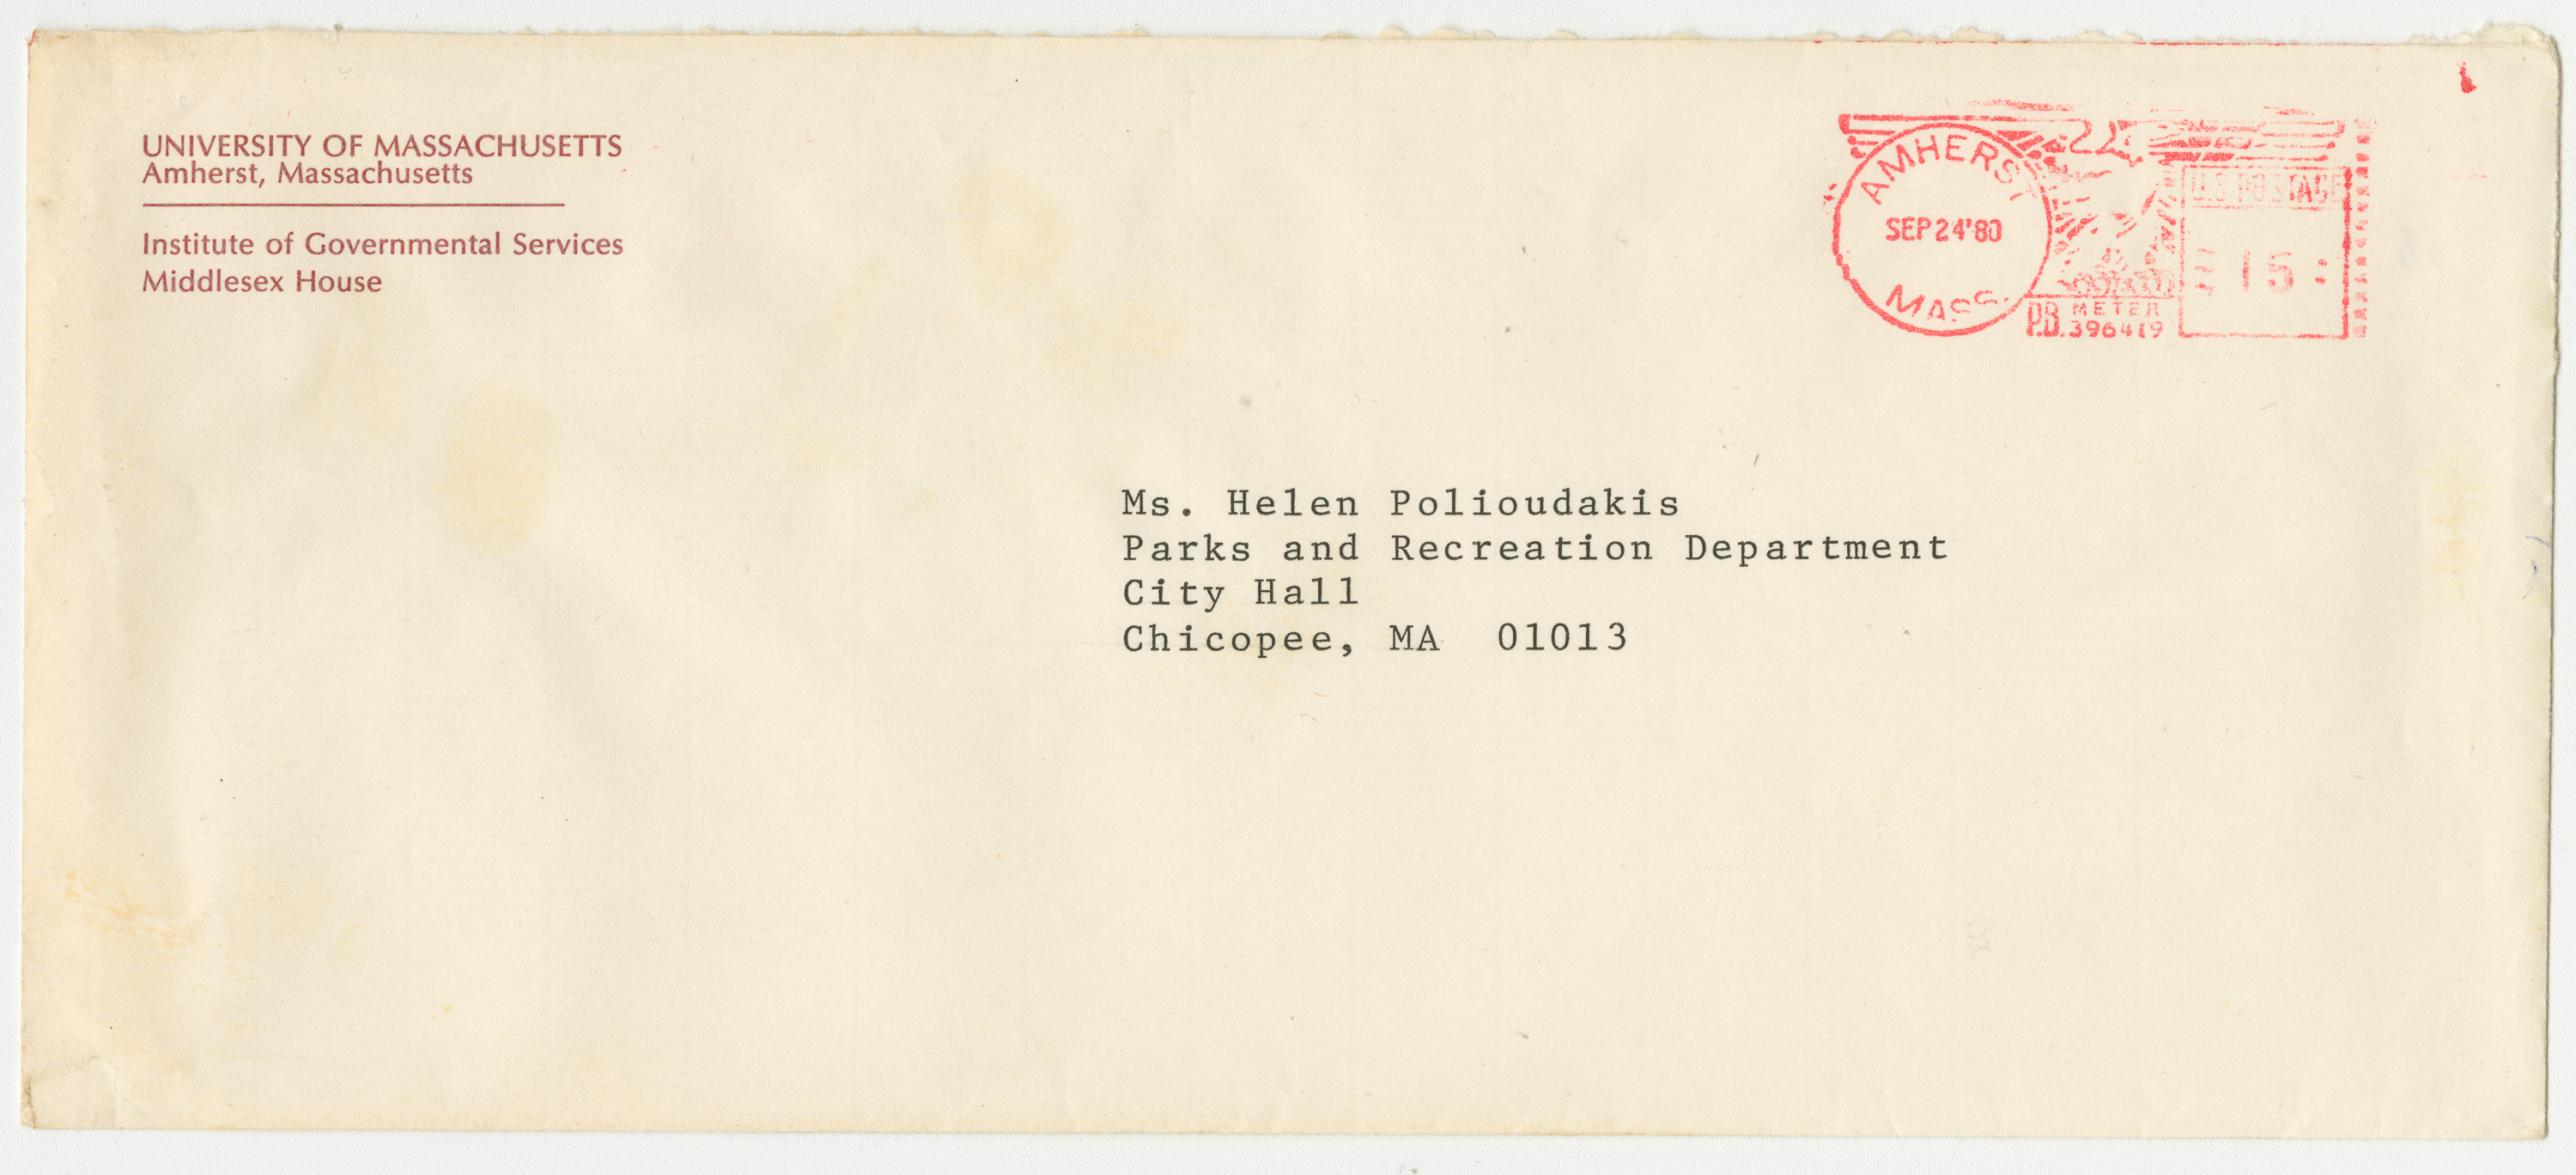 UNIVERSITY OF MASSACHUSETTS
Amherst, Massachusetts
Institute of Governmental Services
Middlesex House
AMHERST
SEP 24'80
MASS.
P.B. METER
396419
U.S. POSTAGE
15
Ms. Helen Polioudakis
Parks and Recreation Department
City Hall
Chicopee, MA  01013